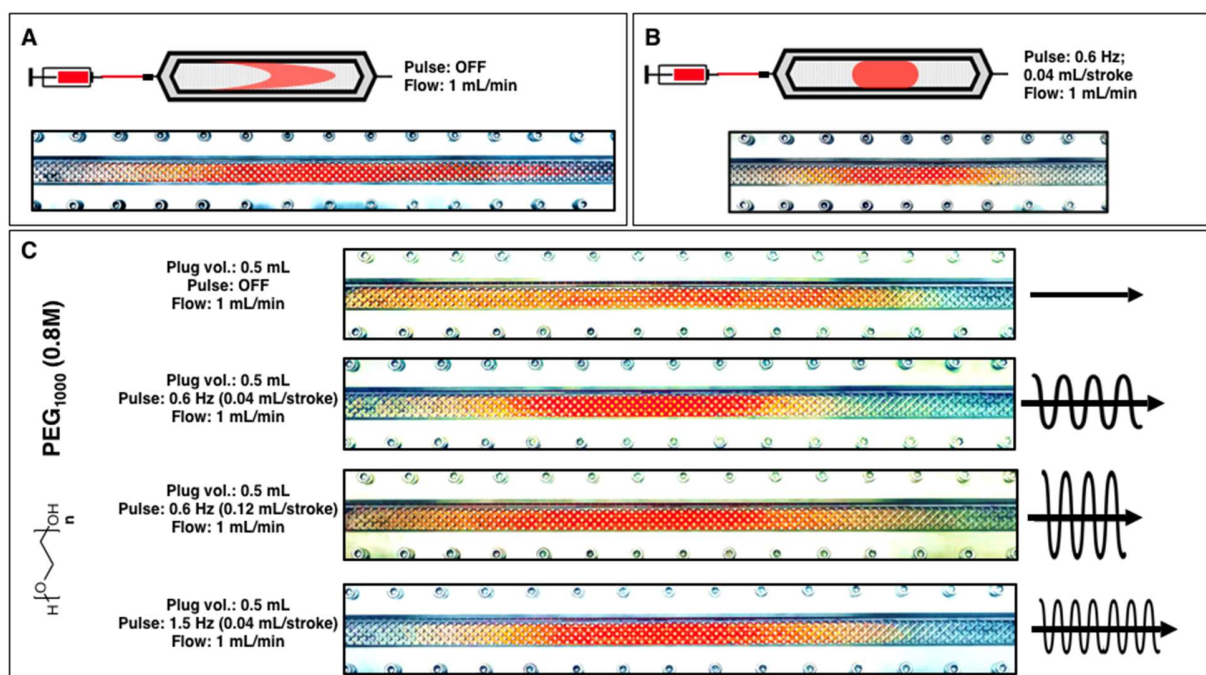 A
Pulse: OFF
Flow: 1 mL/min
B
Pulse: 0.6 Hz;
0.04 mL/stroke
Flow: 1 mL/min
C
PEG1000 (0.8M)
H
O
OH
n
Plug vol.: 0.5 mL
Pulse: OFF
Flow: 1 mL/min
Plug vol.: 0.5 mL
Pulse: 0.6 Hz (0.04 mL/stroke)
Flow: 1 mL/min
Plug vol.: 0.5 mL
Pulse: 0.6 Hz (0.12 mL/stroke)
Flow: 1 mL/min
Plug vol.: 0.5 mL
Pulse: 1.5 Hz (0.04 mL/stroke)
Flow: 1 mL/min